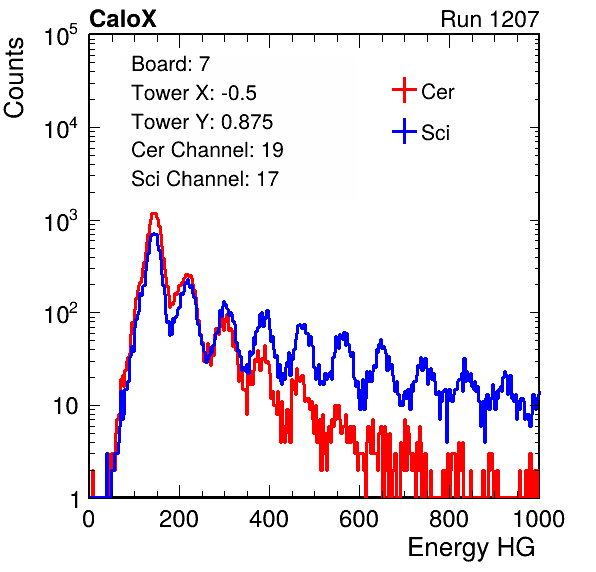 CaloX Run 1207
Counts
10^5
10^4
10^3
10^2
10
1
Board: 7
Tower X: -0.5
Tower Y: 0.875
Cer Channel: 19
Sci Channel: 17
Cer
Sci
0 200 400 600 800 1000
Energy HG